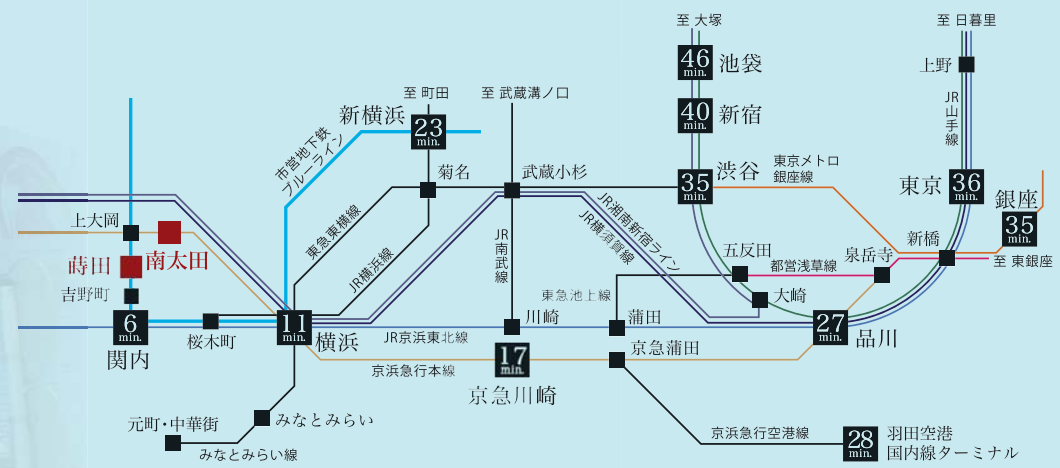 至 大塚
46 min.
池袋
40 min.
新宿
至 日暮里
上野
JR山手線
至 町田
新横浜
23 min.
至 武蔵溝ノ口
市営地下鉄
ブルーライン
菊名
武蔵小杉
35 min.
渋谷
東京メトロ
銀座線
東京
36 min.
銀座
35 min.
上大岡
南太田
蒔田
吉野町
6 min.
関内
東急東横線
JR横浜線
JR南武線
JR湘南新宿ライン
JR横須賀線
五反田
都営浅草線
泉岳寺
新橋
至 東銀座
大崎
東急池上線
桜木町
11 min.
横浜
川崎
蒲田
27 min.
品川
JR京浜東北線
京浜急行本線
17 min.
京急川崎
京急蒲田
元町・中華街
みなとみらい
みなとみらい線
京浜急行空港線
28 min.
羽田空港
国内線ターミナル